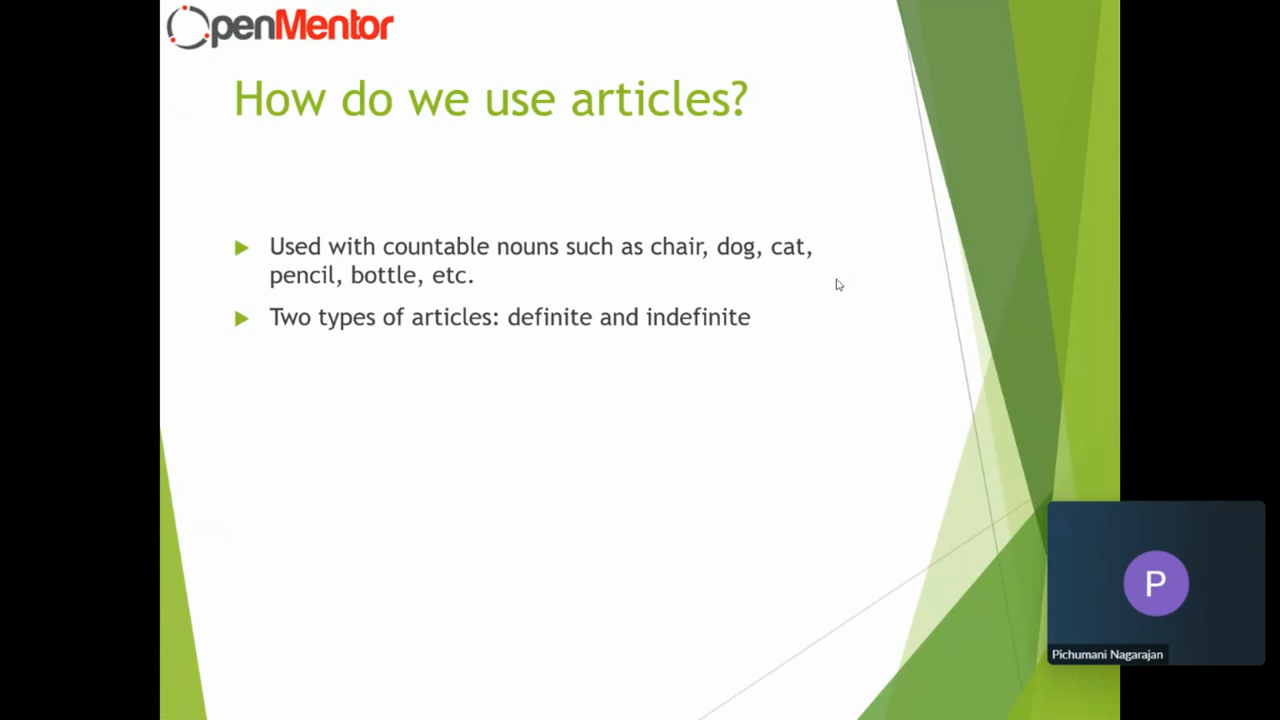 OpenMentor
How do we use articles?
Used with countable nouns such as chair, dog, cat,
pencil, bottle, etc.
Two types of articles: definite and indefinite
P
Pichumani Nagarajan